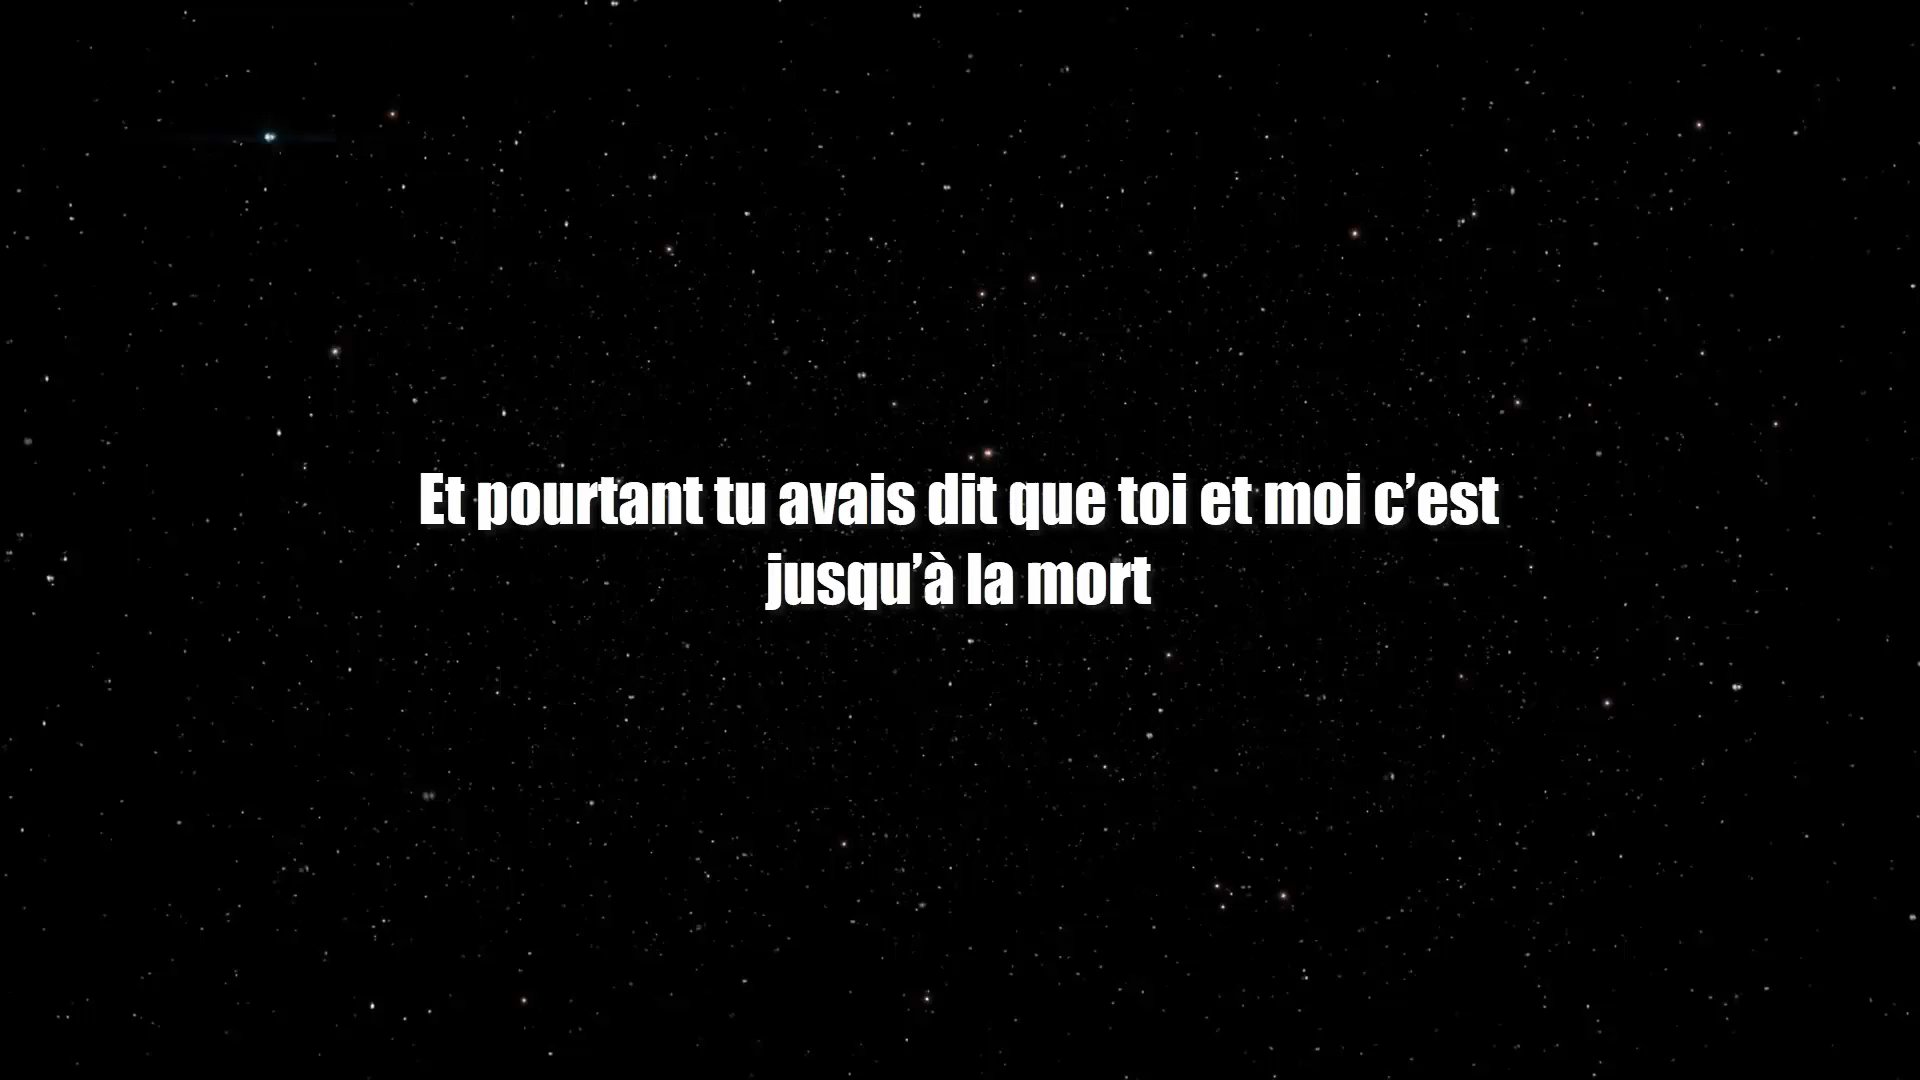 Et pourtant tu avais dit que toi et moi c’est
jusqu’à la mort